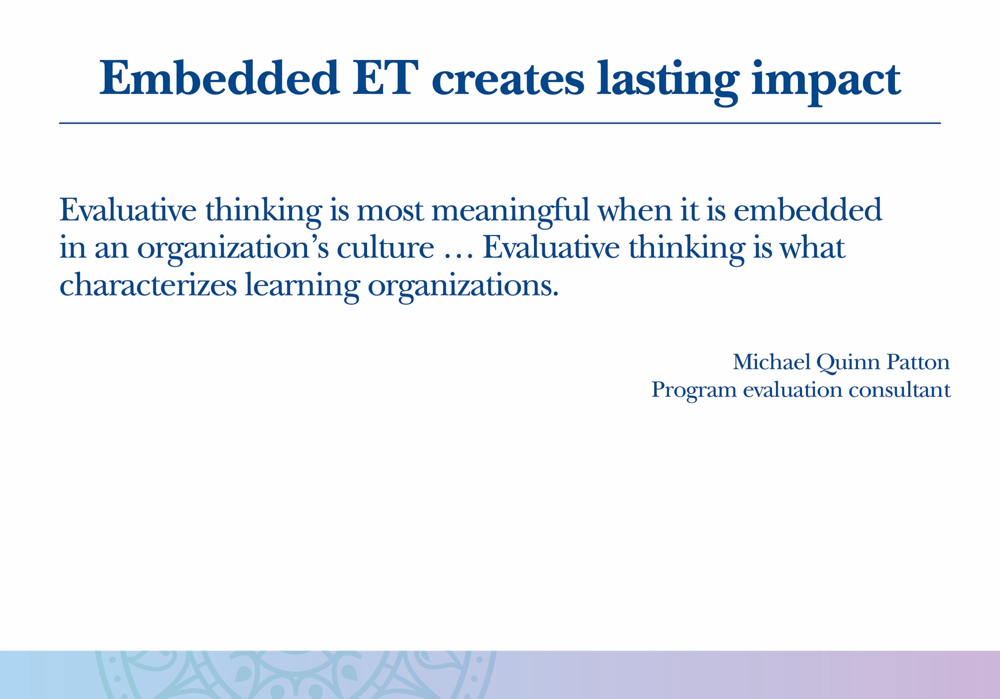 Embedded ET creates lasting impact
Evaluative thinking is most meaningful when it is embedded
in an organization’s culture … Evaluative thinking is what
characterizes learning organizations.
Michael Quinn Patton
Program evaluation consultant